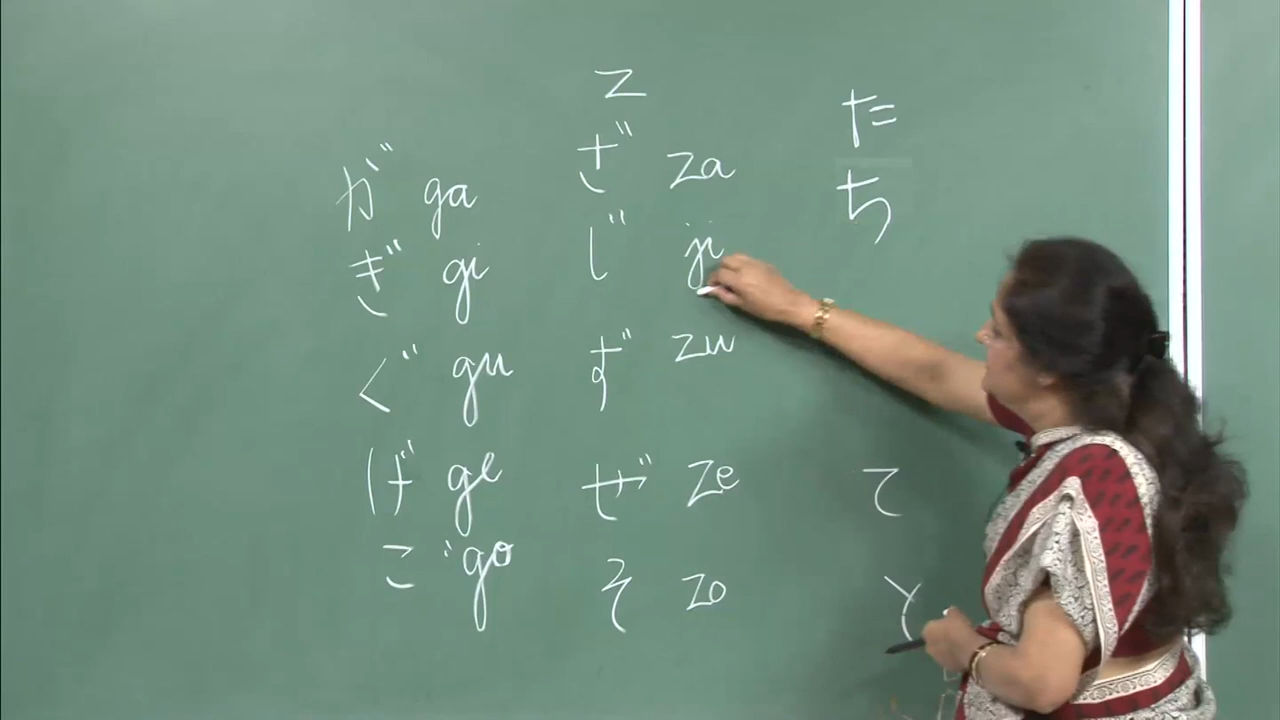 が ga
ぎ gi
ぐ gu
げ ge
ご go
z
ざ za
じ ji
ず zu
ぜ ze
そ zo
た
ち
て
と